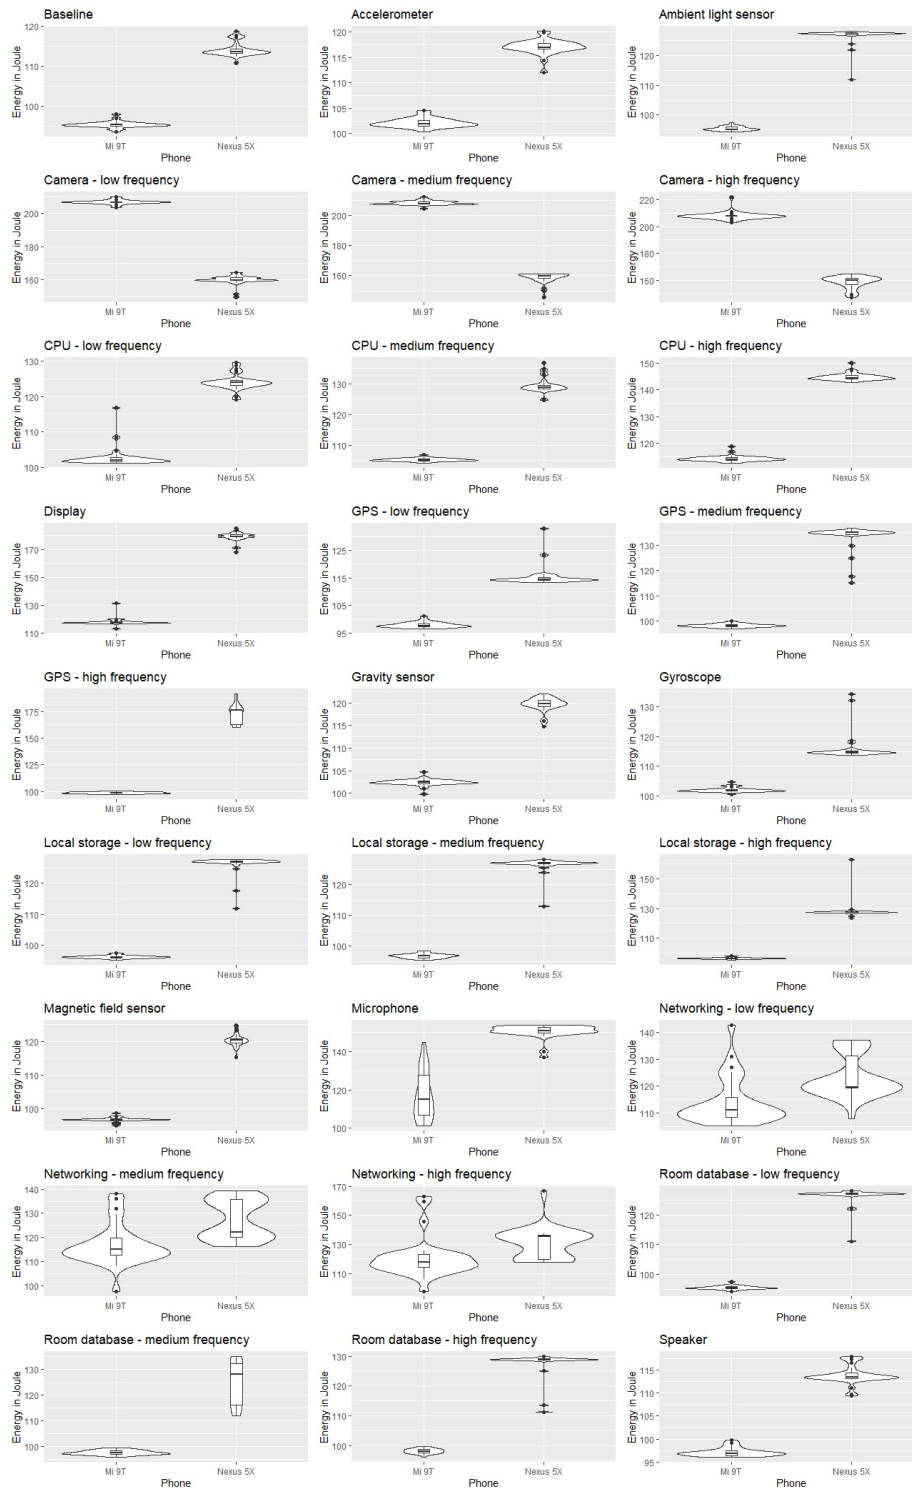 Baseline
Energy in Joule
120
115
100
Mi 9T Nexus 5X
Phone
Accelerometer
Energy in Joule
120
115
110
105
100
Mi 9T Nexus 5X
Phone
Ambient light sensor
Energy in Joule
120
100
Mi 9T Nexus 5X
Phone
Camera - low frequency
Energy in Joule
200
180
160
Mi 9T Nexus 5X
Phone
Camera - medium frequency
Energy in Joule
200
180
160
Mi 9T Nexus 5X
Phone
Camera - high frequency
Energy in Joule
220
200
180
160
Mi 9T Nexus 5X
Phone
CPU - low frequency
Energy in Joule
130
120
110
100
Mi 9T Nexus 5X
Phone
CPU - medium frequency
Energy in Joule
130
105
Mi 9T Nexus 5X
Phone
CPU - high frequency
Energy in Joule
150
140
130
120
Mi 9T Nexus 5X
Phone
Display
Energy in Joule
170
150
130
110
Mi 9T Nexus 5X
Phone
GPS - low frequency
Energy in Joule
125
115
105
95
Mi 9T Nexus 5X
Phone
GPS - medium frequency
Energy in Joule
130
120
110
100
Mi 9T Nexus 5X
Phone
GPS - high frequency
Energy in Joule
175
150
125
100
Mi 9T Nexus 5X
Phone
Gravity sensor
Energy in Joule
120
115
110
105
100
Mi 9T Nexus 5X
Phone
Gyroscope
Energy in Joule
130
120
110
100
Mi 9T Nexus 5X
Phone
Local storage - low frequency
Energy in Joule
120
100
Mi 9T Nexus 5X
Phone
Local storage - medium frequency
Energy in Joule
120
100
Mi 9T Nexus 5X
Phone
Local storage - high frequency
Energy in Joule
150
130
110
Mi 9T Nexus 5X
Phone
Magnetic field sensor
Energy in Joule
120
100
Mi 9T Nexus 5X
Phone
Microphone
Energy in Joule
140
120
100
Mi 9T Nexus 5X
Phone
Networking - low frequency
Energy in Joule
140
130
120
110
Mi 9T Nexus 5X
Phone
Networking - medium frequency
Energy in Joule
140
130
120
110
100
Mi 9T Nexus 5X
Phone
Networking - high frequency
Energy in Joule
170
150
130
110
Mi 9T Nexus 5X
Phone
Room database - low frequency
Energy in Joule
120
100
Mi 9T Nexus 5X
Phone
Room database - medium frequency
Energy in Joule
130
120
110
100
Mi 9T Nexus 5X
Phone
Room database - high frequency
Energy in Joule
130
110
100
Mi 9T Nexus 5X
Phone
Speaker
Energy in Joule
115
110
105
100
95
Mi 9T Nexus 5X
Phone